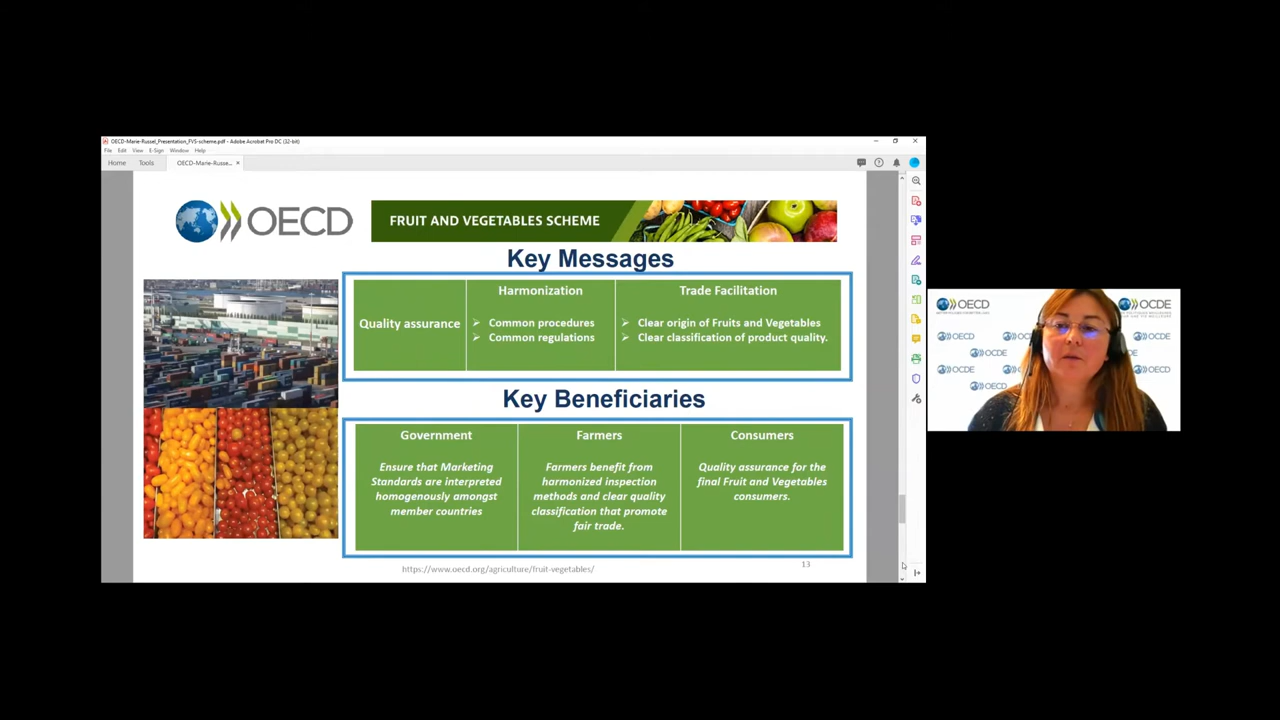 OECD-Marie-Russel_Presentation_FVS-scheme.pdf - Adobe Acrobat Pro DC (32-bit)
File Edit View E-Sign Window Help
Home Tools OECD-Marie-Russe... ×
OECD
FRUIT AND VEGETABLES SCHEME
Key Messages
Quality assurance
Harmonization
Common procedures
Common regulations
Trade Facilitation
Clear origin of Fruits and Vegetables
Clear classification of product quality.
Key Beneficiaries
Government
Ensure that Marketing
Standards are interpreted
homogenously amongst
member countries
Farmers
Farmers benefit from
harmonized inspection
methods and clear quality
classification that promote
fair trade.
Consumers
Quality assurance for the
final Fruit and Vegetables
consumers.
https://www.oecd.org/agriculture/fruit-vegetables/
13
OECD
OCDE
OECD
OCDE
OECD
OCDE
OECD
OCDE
OECD
OCDE